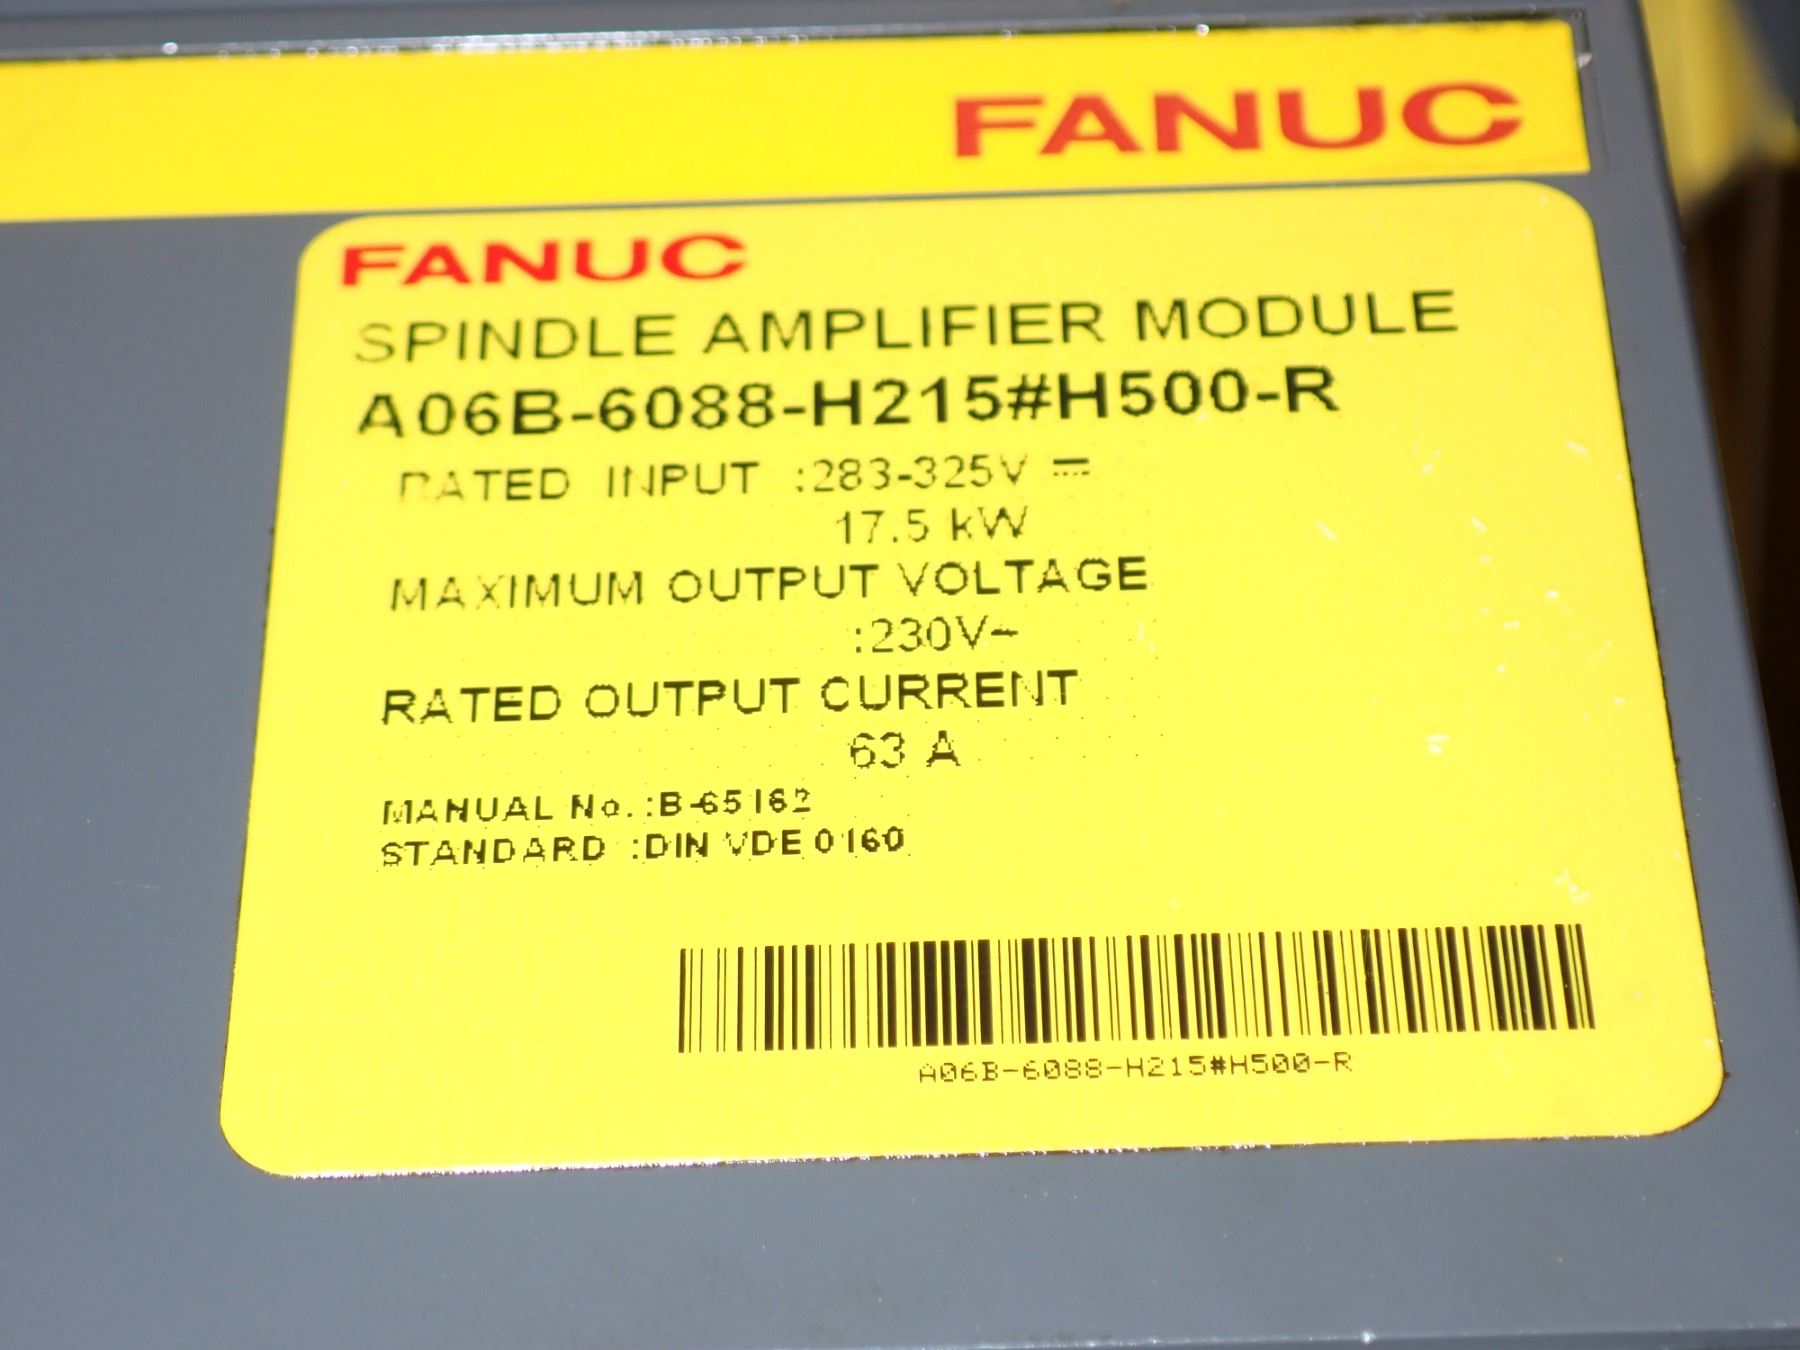 FANUC
FANUC
SPINDLE AMPLIFIER MODULE
A06B-6088-H215#H500-R
RATED INPUT :283-325V ⎓
17.5 kW
MAXIMUM OUTPUT VOLTAGE
:230V~
RATED OUTPUT CURRENT
63 A
MANUAL No.:B-65162
STANDARD :DIN VDE 0160
A06B-6088-H215#H500-R